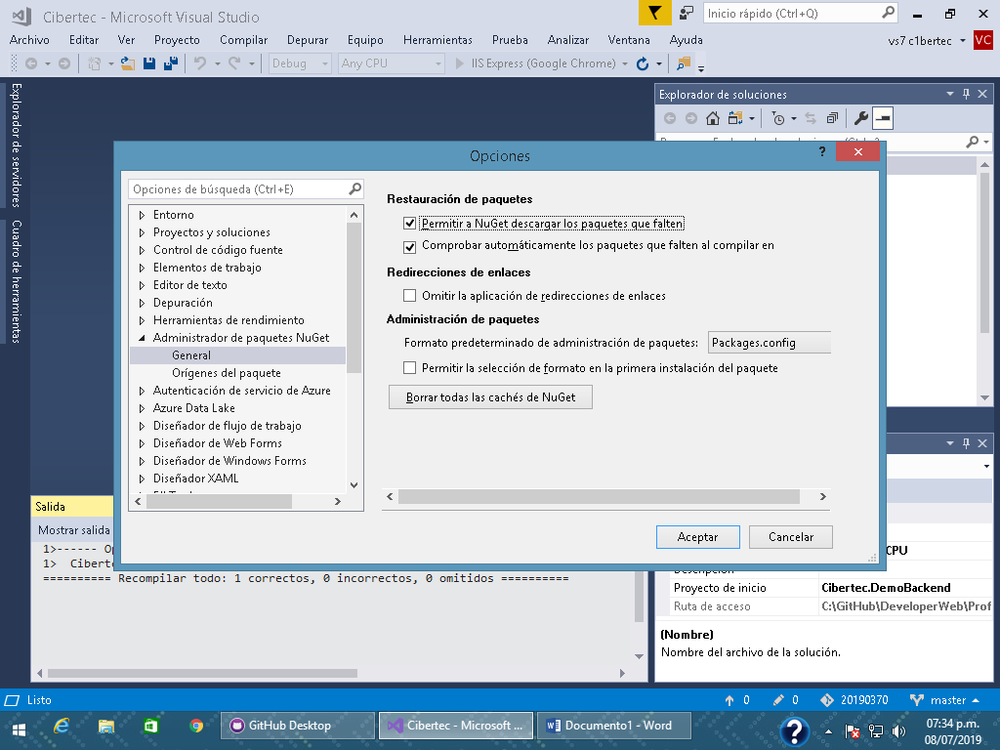 Cibertec - Microsoft Visual Studio
Inicio rápido (Ctrl+Q)
Archivo Editar Ver Proyecto Compilar Depurar Equipo Herramientas Prueba Analizar Ventana Ayuda
vs7 c1bertec VC
Debug Any CPU IIS Express (Google Chrome)
Explorador de servidores
Cuadro de herramientas
Explorador de soluciones
Opciones
?
Opciones de búsqueda (Ctrl+E)
Entorno
Proyectos y soluciones
Control de código fuente
Elementos de trabajo
Editor de texto
Depuración
Herramientas de rendimiento
Administrador de paquetes NuGet
General
Orígenes del paquete
Autenticación de servicio de Azure
Azure Data Lake
Diseñador de flujo de trabajo
Diseñador de Web Forms
Diseñador de Windows Forms
Diseñador XAML
Restauración de paquetes
Permitir a NuGet descargar los paquetes que falten
Comprobar automáticamente los paquetes que falten al compilar en
Redirecciones de enlaces
Omitir la aplicación de redirecciones de enlaces
Administración de paquetes
Formato predeterminado de administración de paquetes: Packages.config
Permitir la selección de formato en la primera instalación del paquete
Borrar todas las cachés de NuGet
Aceptar Cancelar
Salida
Mostrar salida
1>------ Op
1> Ciberte
========== Recompilar todo: 1 correctos, 0 incorrectos, 0 omitidos ==========
CPU
Descripción
Proyecto de inicio Cibertec.DemoBackend
Ruta de acceso C:\GitHub\DeveloperWeb\Prof
(Nombre)
Nombre del archivo de la solución.
Listo
0 0 20190370 master
GitHub Desktop
Cibertec - Microsoft ...
Documento1 - Word
?
07:34 p.m.
08/07/2019